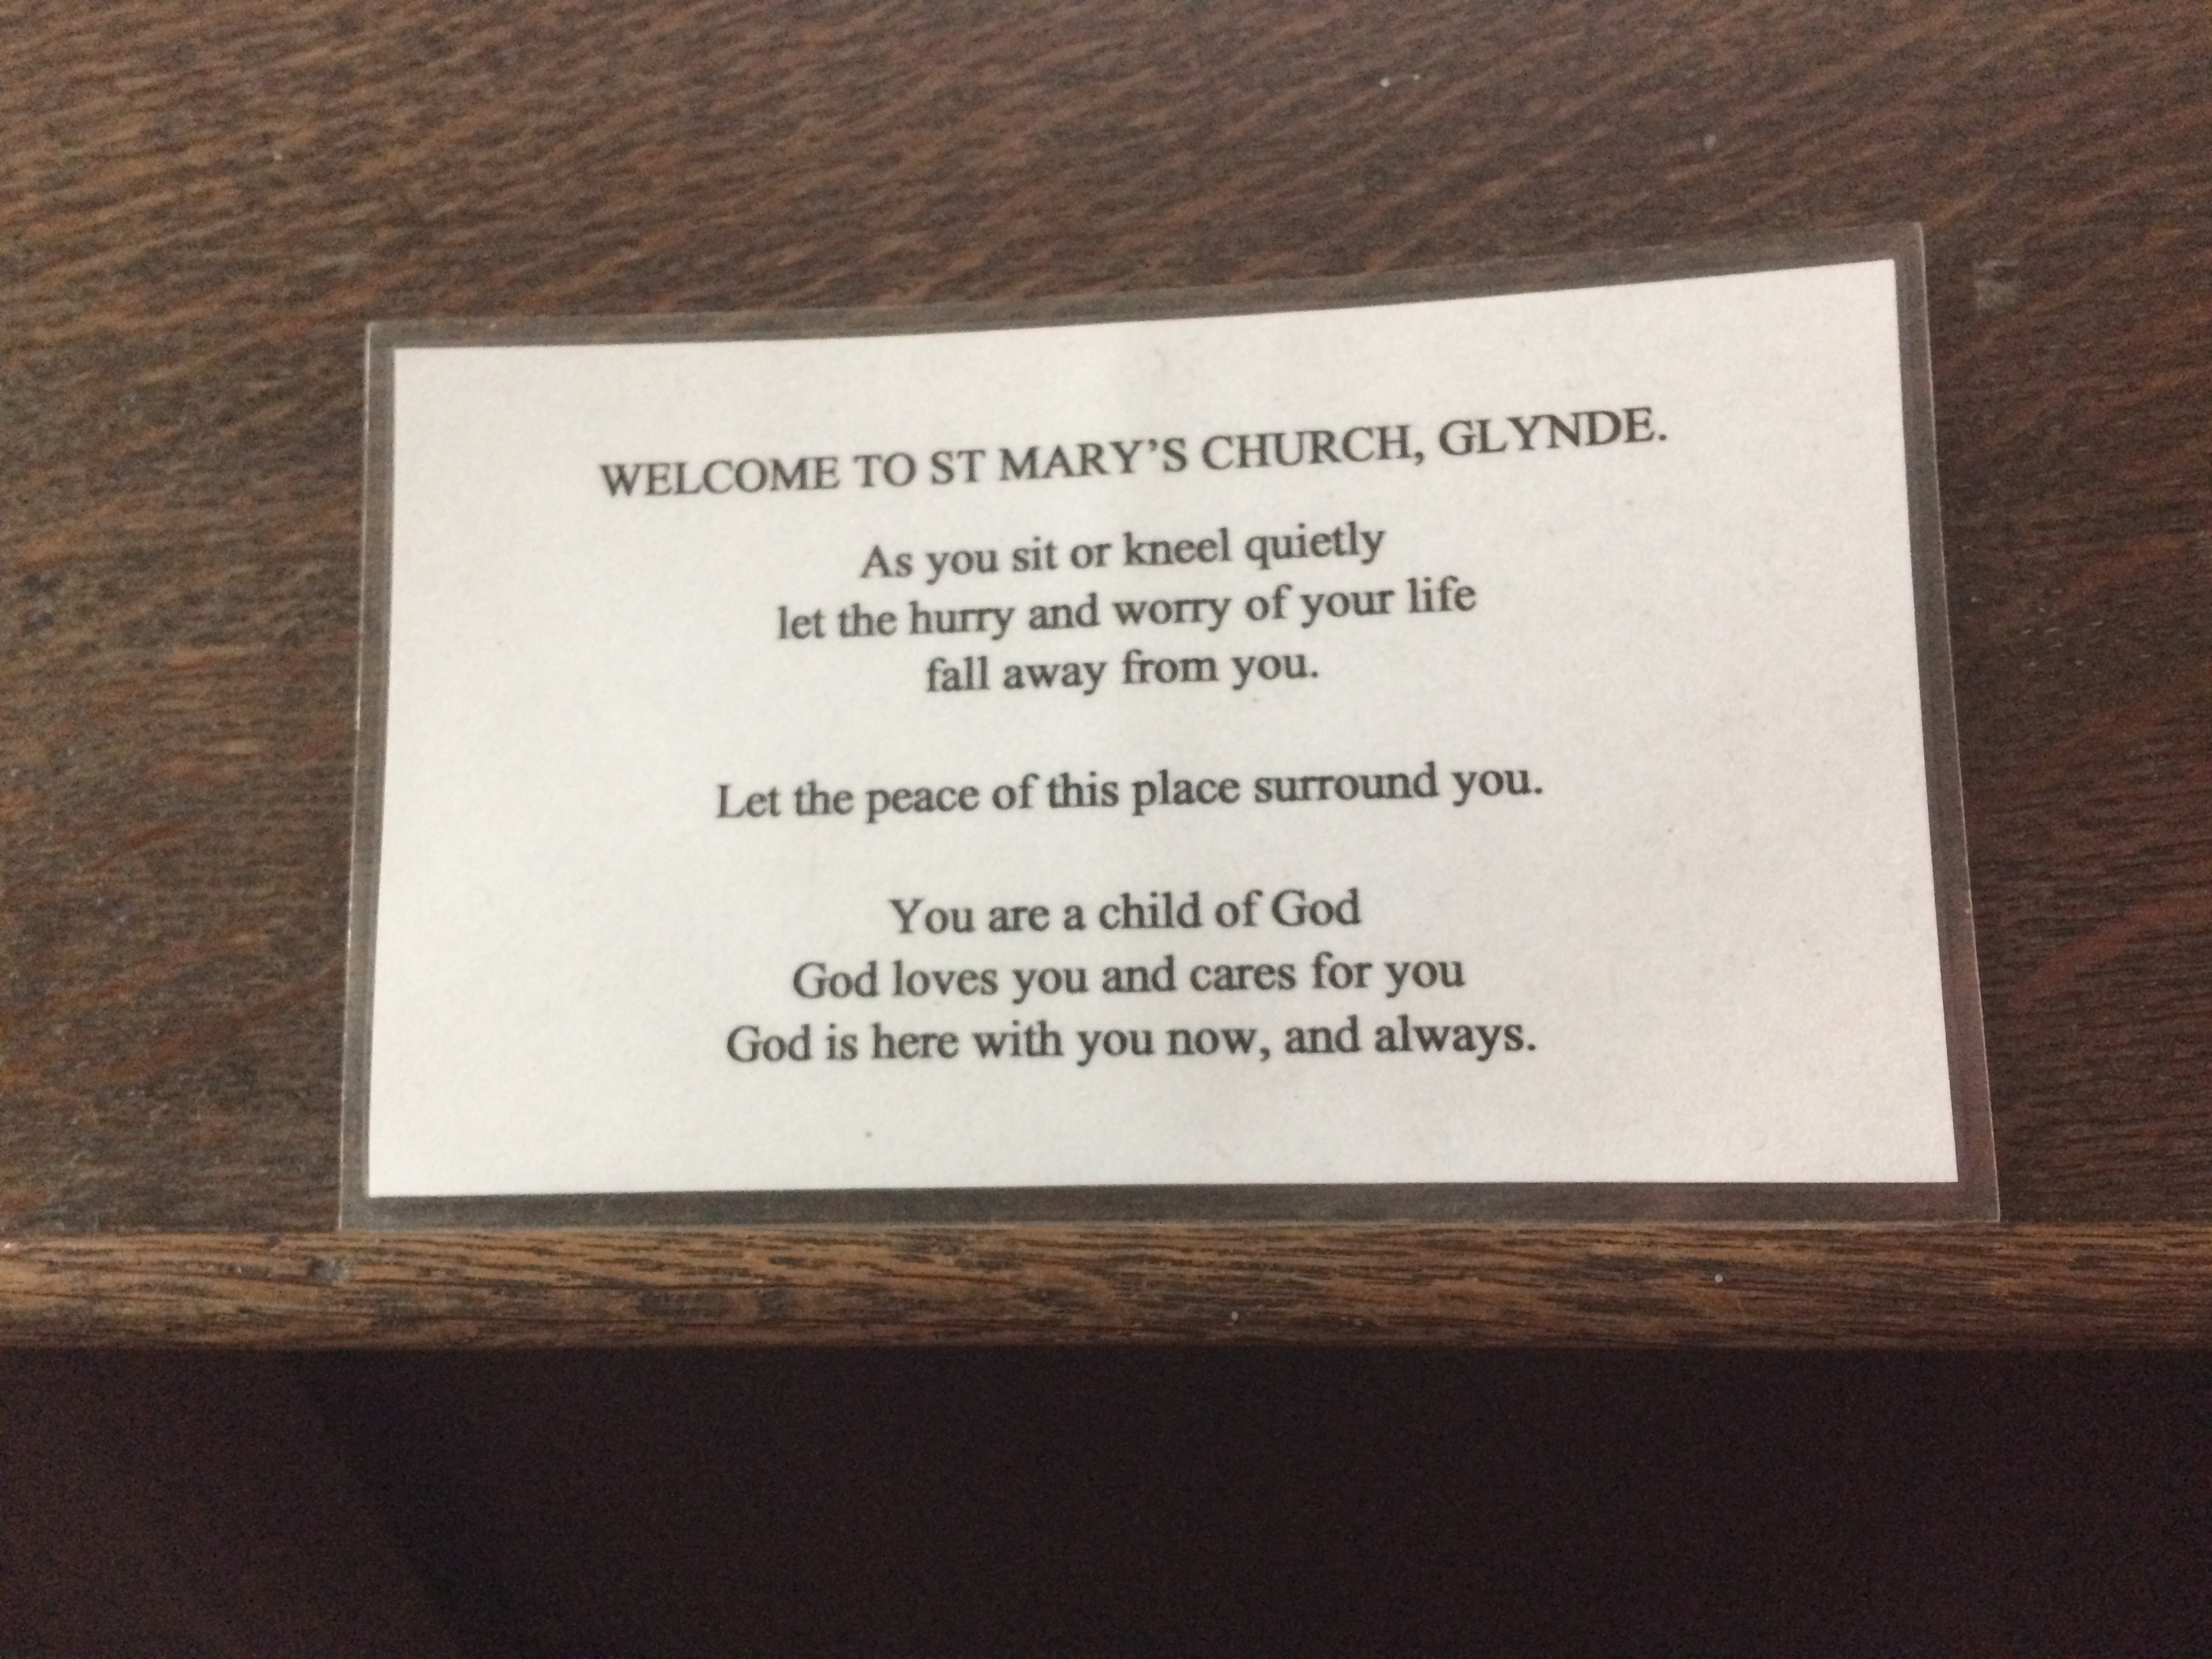 WELCOME TO ST MARY'S CHURCH, GLYNDE.
As you sit or kneel quietly
let the hurry and worry of your life
fall away from you.
Let the peace of this place surround you.
You are a child of God
God loves you and cares for you
God is here with you now, and always.